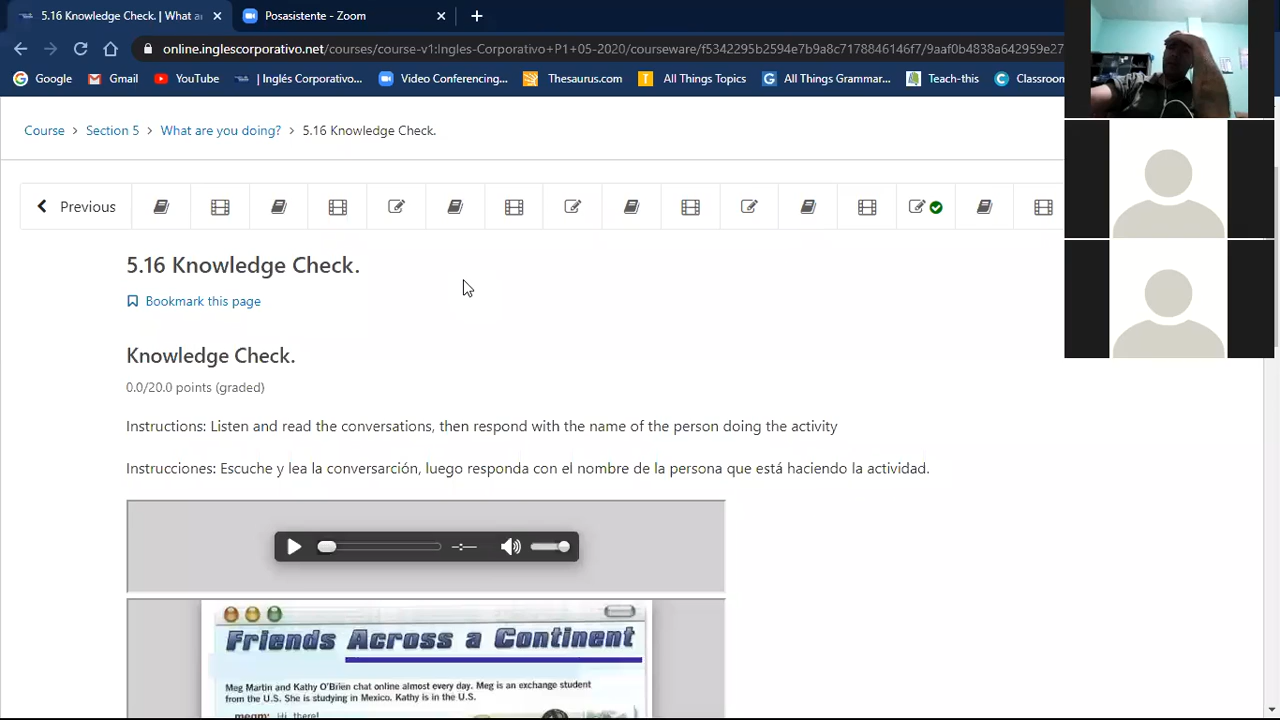 5.16 Knowledge Check. | What ar
Posasistente - Zoom
online.inglescorporativo.net/courses/course-v1:Ingles-Corporativo+P1+05-2020/courseware/f5342295b2594e7b9a8c7178846146f7/9aaf0b4838a642959e27
Google
Gmail
YouTube
| Inglés Corporativo...
Video Conferencing...
Thesaurus.com
All Things Topics
All Things Grammar...
Teach-this
Classroom
Course > Section 5 > What are you doing? > 5.16 Knowledge Check.
Previous
5.16 Knowledge Check.
Bookmark this page
Knowledge Check.
0.0/20.0 points (graded)
Instructions: Listen and read the conversations, then respond with the name of the person doing the activity
Instrucciones: Escuche y lea la conversarción, luego responda con el nombre de la persona que está haciendo la actividad.
Friends Across a Continent
Meg Martin and Kathy O'Brien chat online almost every day. Meg is an exchange student
from the U.S. She is studying in Mexico. Kathy is in the U.S.
megm: Hi, there!